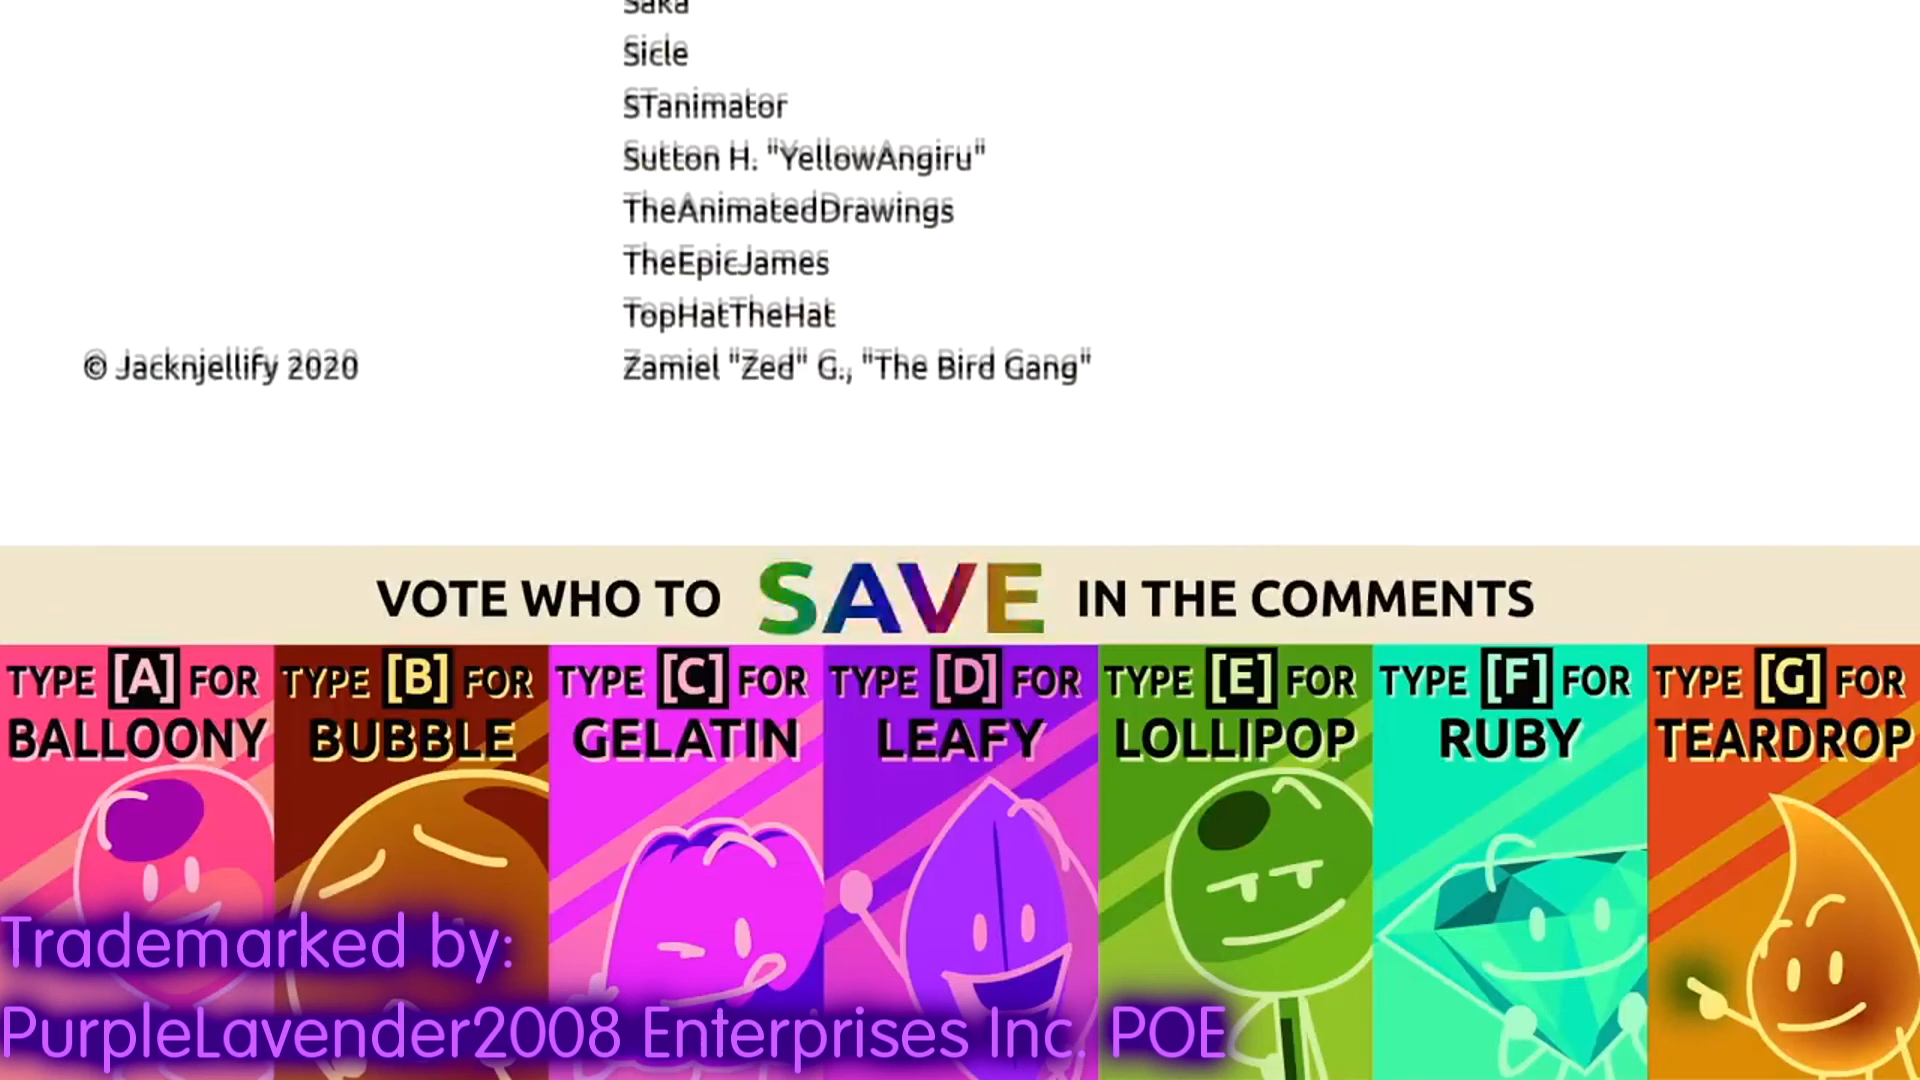 Saka
Sicle
STanimator
Sutton H. "YellowAngiru"
TheAnimatedDrawings
TheEpicJames
TopHatTheHat
© Jacknjellify 2020
Zamiel "Zed" G., "The Bird Gang"
VOTE WHO TO SAVE IN THE COMMENTS
TYPE [A] FOR
BALLOONY
TYPE [B] FOR
BUBBLE
TYPE [C] FOR
GELATIN
TYPE [D] FOR
LEAFY
TYPE [E] FOR
LOLLIPOP
TYPE [F] FOR
RUBY
TYPE [G] FOR
TEARDROP
Trademarked by:
PurpleLavender2008 Enterprises Inc. POE